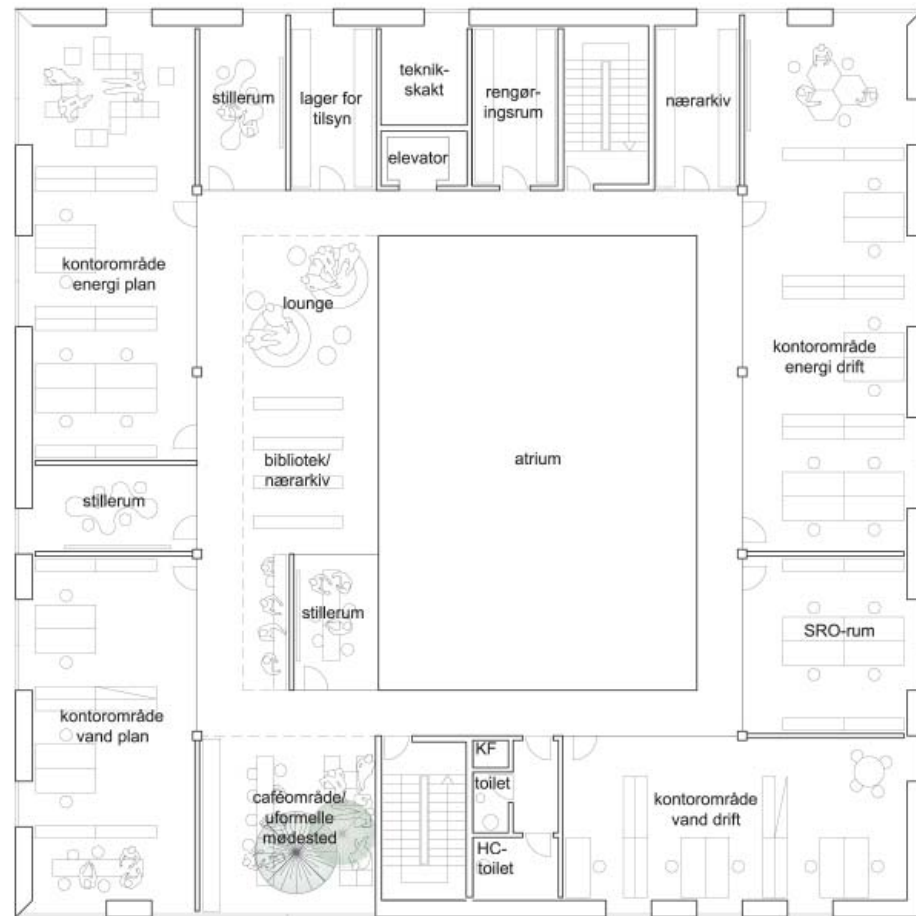 stillerum
lager for
tilsyn
teknik-
skakt
elevator
rengør-
ingsrum
nærarkiv
kontorområde
energi plan
lounge
kontorområde
energi drift
bibliotek/
nærarkiv
atrium
stillerum
stillerum
SRO-rum
kontorområde
vand plan
caféområde/
uformelle
mødested
KF
toilet
HC-
toilet
kontorområde
vand drift